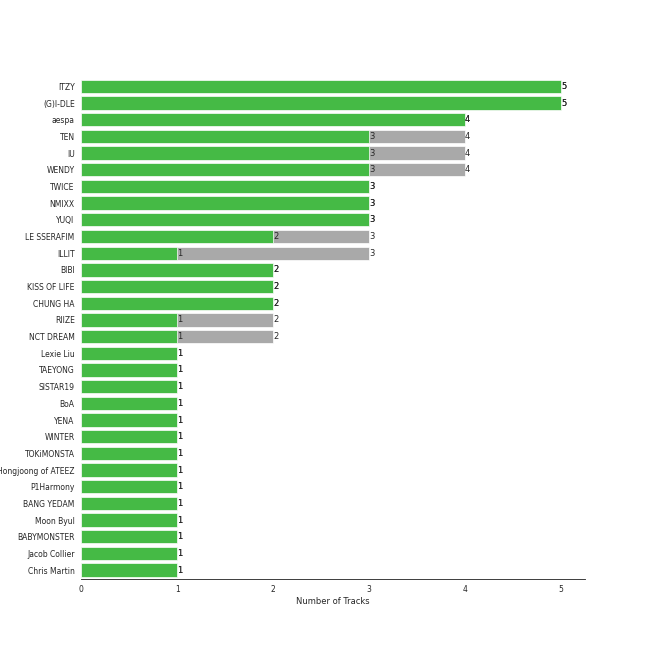 ITZY 5
(G)I-DLE 5
aespa 4
TEN 3 4
IU 3 4
WENDY 3 4
TWICE 3
NMIXX 3
YUQI 3
LE SSERAFIM 2 3
ILLIT 1 3
BIBI 2
KISS OF LIFE 2
CHUNG HA 2
RIIZE 1 2
NCT DREAM 1 2
Lexie Liu 1
TAEYONG 1
SISTAR19 1
BoA 1
YENA 1
WINTER 1
TOKiMONSTA 1
Hongjoong of ATEEZ 1
P1Harmony 1
BANG YEDAM 1
Moon Byul 1
BABYMONSTER 1
Jacob Collier 1
Chris Martin 1
0 1 2 3 4 5
Number of Tracks